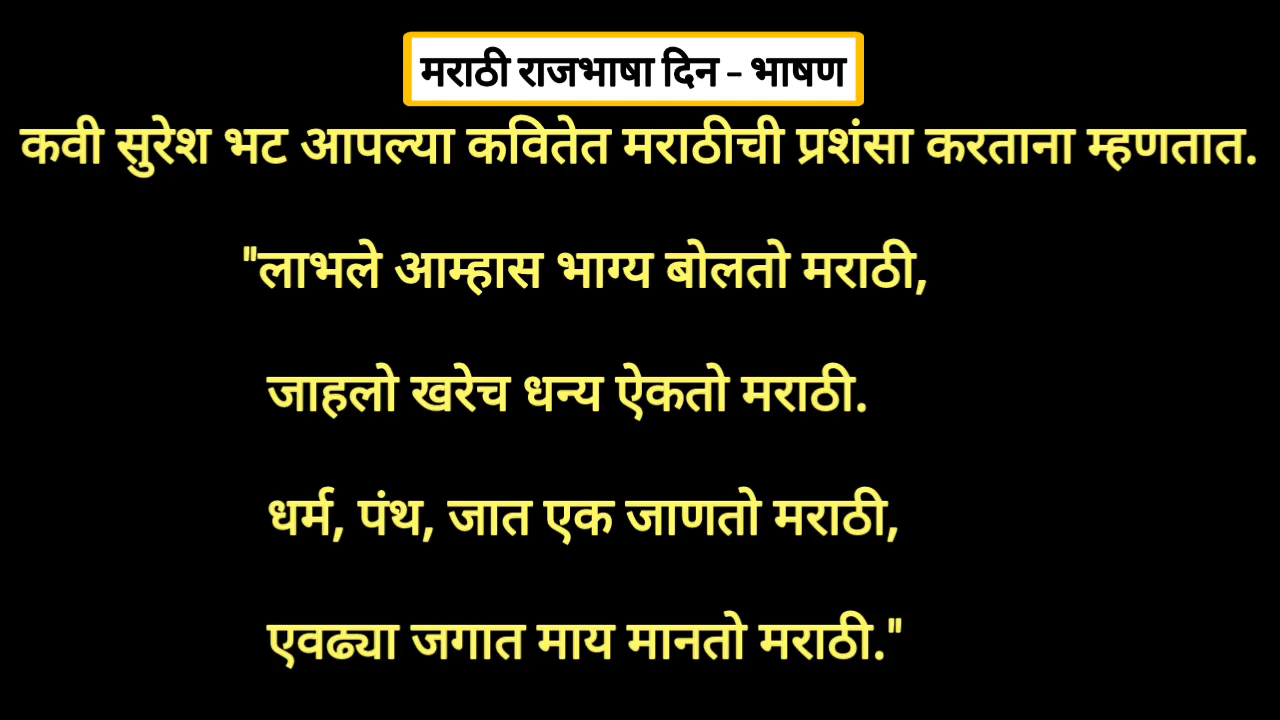 मराठी राजभाषा दिन - भाषण
कवी सुरेश भट आपल्या कवितेत मराठीची प्रशंसा करताना म्हणतात.
"लाभले आम्हास भाग्य बोलतो मराठी,
जाहलो खरेच धन्य ऐकतो मराठी.
धर्म, पंथ, जात एक जाणतो मराठी,
एवढ्या जगात माय मानतो मराठी."